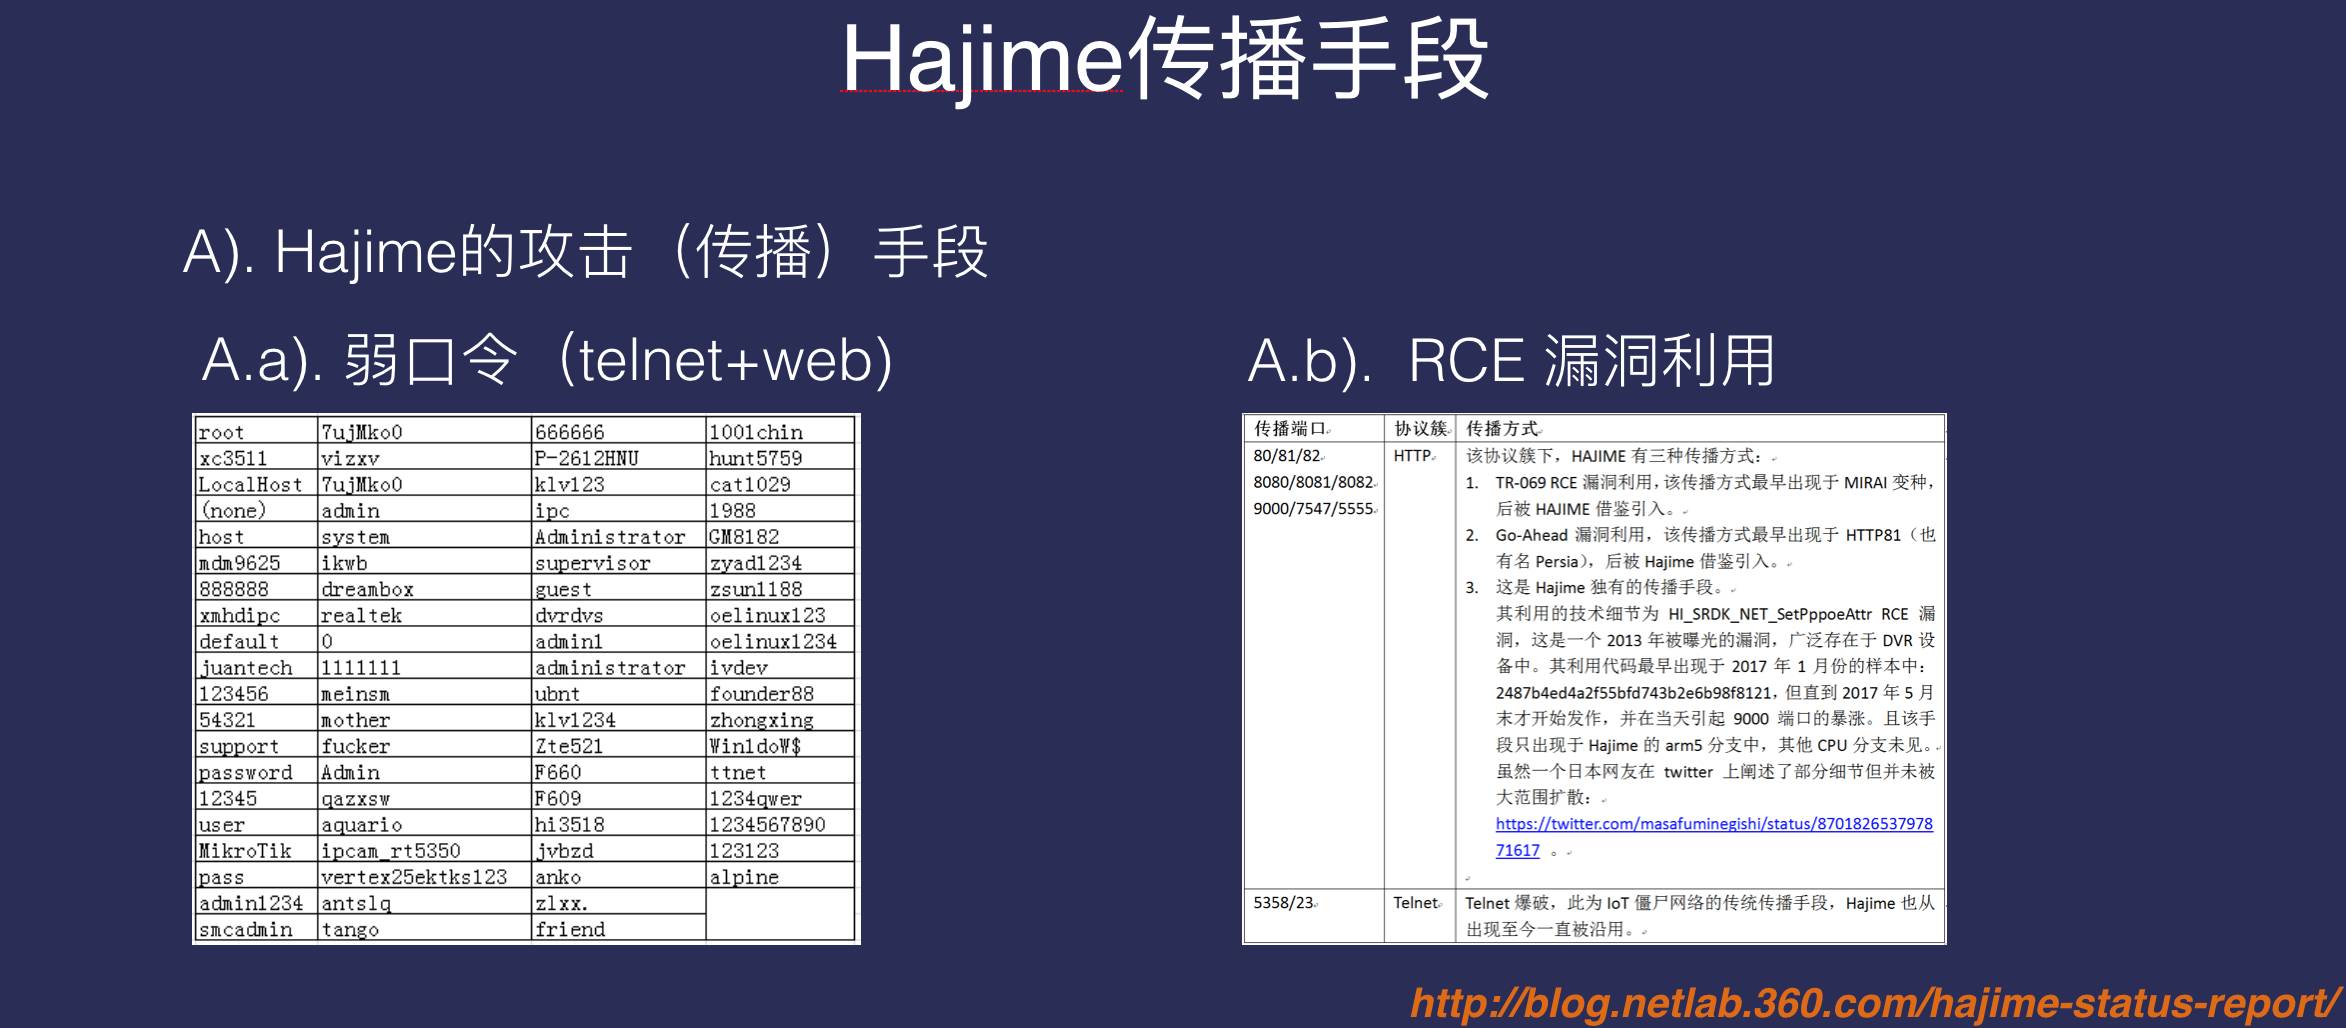 Hajime传播手段
A). Hajime的攻击（传播）手段
A.a). 弱口令（telnet+web)
root 7ujMko0 666666 1001chin
xc3511 vizxv P-2612HNU hunt5759
LocalHost 7ujMko0 klv123 cat1029
(none) admin ipc 1988
host system Administrator GM8182
mdm9625 ikwb supervisor zyad1234
888888 dreambox guest zsun1188
xmhdipc realtek dvrdvs oelinux123
default 0 admin1 oelinux1234
juantech 1111111 administrator ivdev
123456 meinsm ubnt founder88
54321 mother klv1234 zhongxing
support fucker Zte521 Win1doW$
password Admin F660 ttnet
12345 qazxsw F609 1234qwer
user aquario hi3518 1234567890
MikroTik ipcam_rt5350 jvbzd 123123
pass vertex25ektks123 anko alpine
admin1234 antslq zlxx.
smcadmin tango friend
A.b). RCE 漏洞利用
传播端口 协议簇 传播方式
80/81/82 HTTP 该协议簇下，HAJIME 有三种传播方式：
8080/8081/8082 1. TR-069 RCE 漏洞利用，该传播方式最早出现于 MIRAI 变种，
9000/7547/5555 后被 HAJIME 借鉴引入。
2. Go-Ahead 漏洞利用，该传播方式最早出现于 HTTP81（也
有名 Persia），后被 Hajime 借鉴引入。
3. 这是 Hajime 独有的传播手段。
其利用的技术细节为 HI_SRDK_NET_SetPppoeAttr RCE 漏
洞，这是一个 2013 年被曝光的漏洞，广泛存在于 DVR 设
备中。其利用代码最早出现于 2017 年 1 月份的样本中：
2487b4ed4a2f55bfd743b2e6b98f8121，但直到 2017 年 5 月
末才开始发作，并在当天引起 9000 端口的暴涨。且该手
段只出现于 Hajime 的 arm5 分支中，其他 CPU 分支未见。
虽然一个日本网友在 twitter 上阐述了部分细节但并未被
大范围扩散：
https://twitter.com/masafuminegishi/status/8701826537978
71617 。
5358/23 Telnet Telnet 爆破，此为 IoT 僵尸网络的传统传播手段，Hajime 也从
出现至今一直被沿用。
http://blog.netlab.360.com/hajime-status-report/